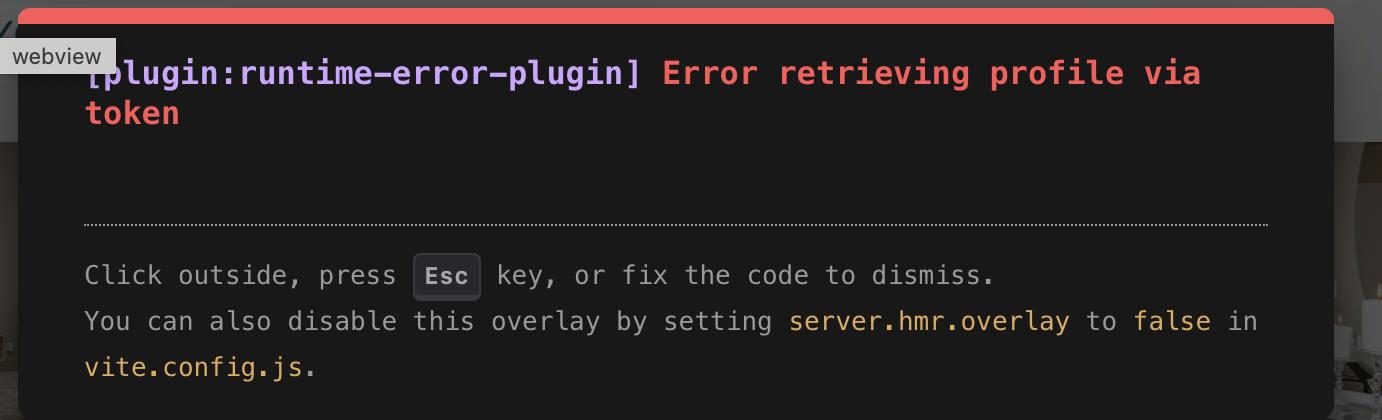 webview
[plugin:runtime-error-plugin] Error retrieving profile via
token
Click outside, press Esc key, or fix the code to dismiss.
You can also disable this overlay by setting server.hmr.overlay to false in
vite.config.js.